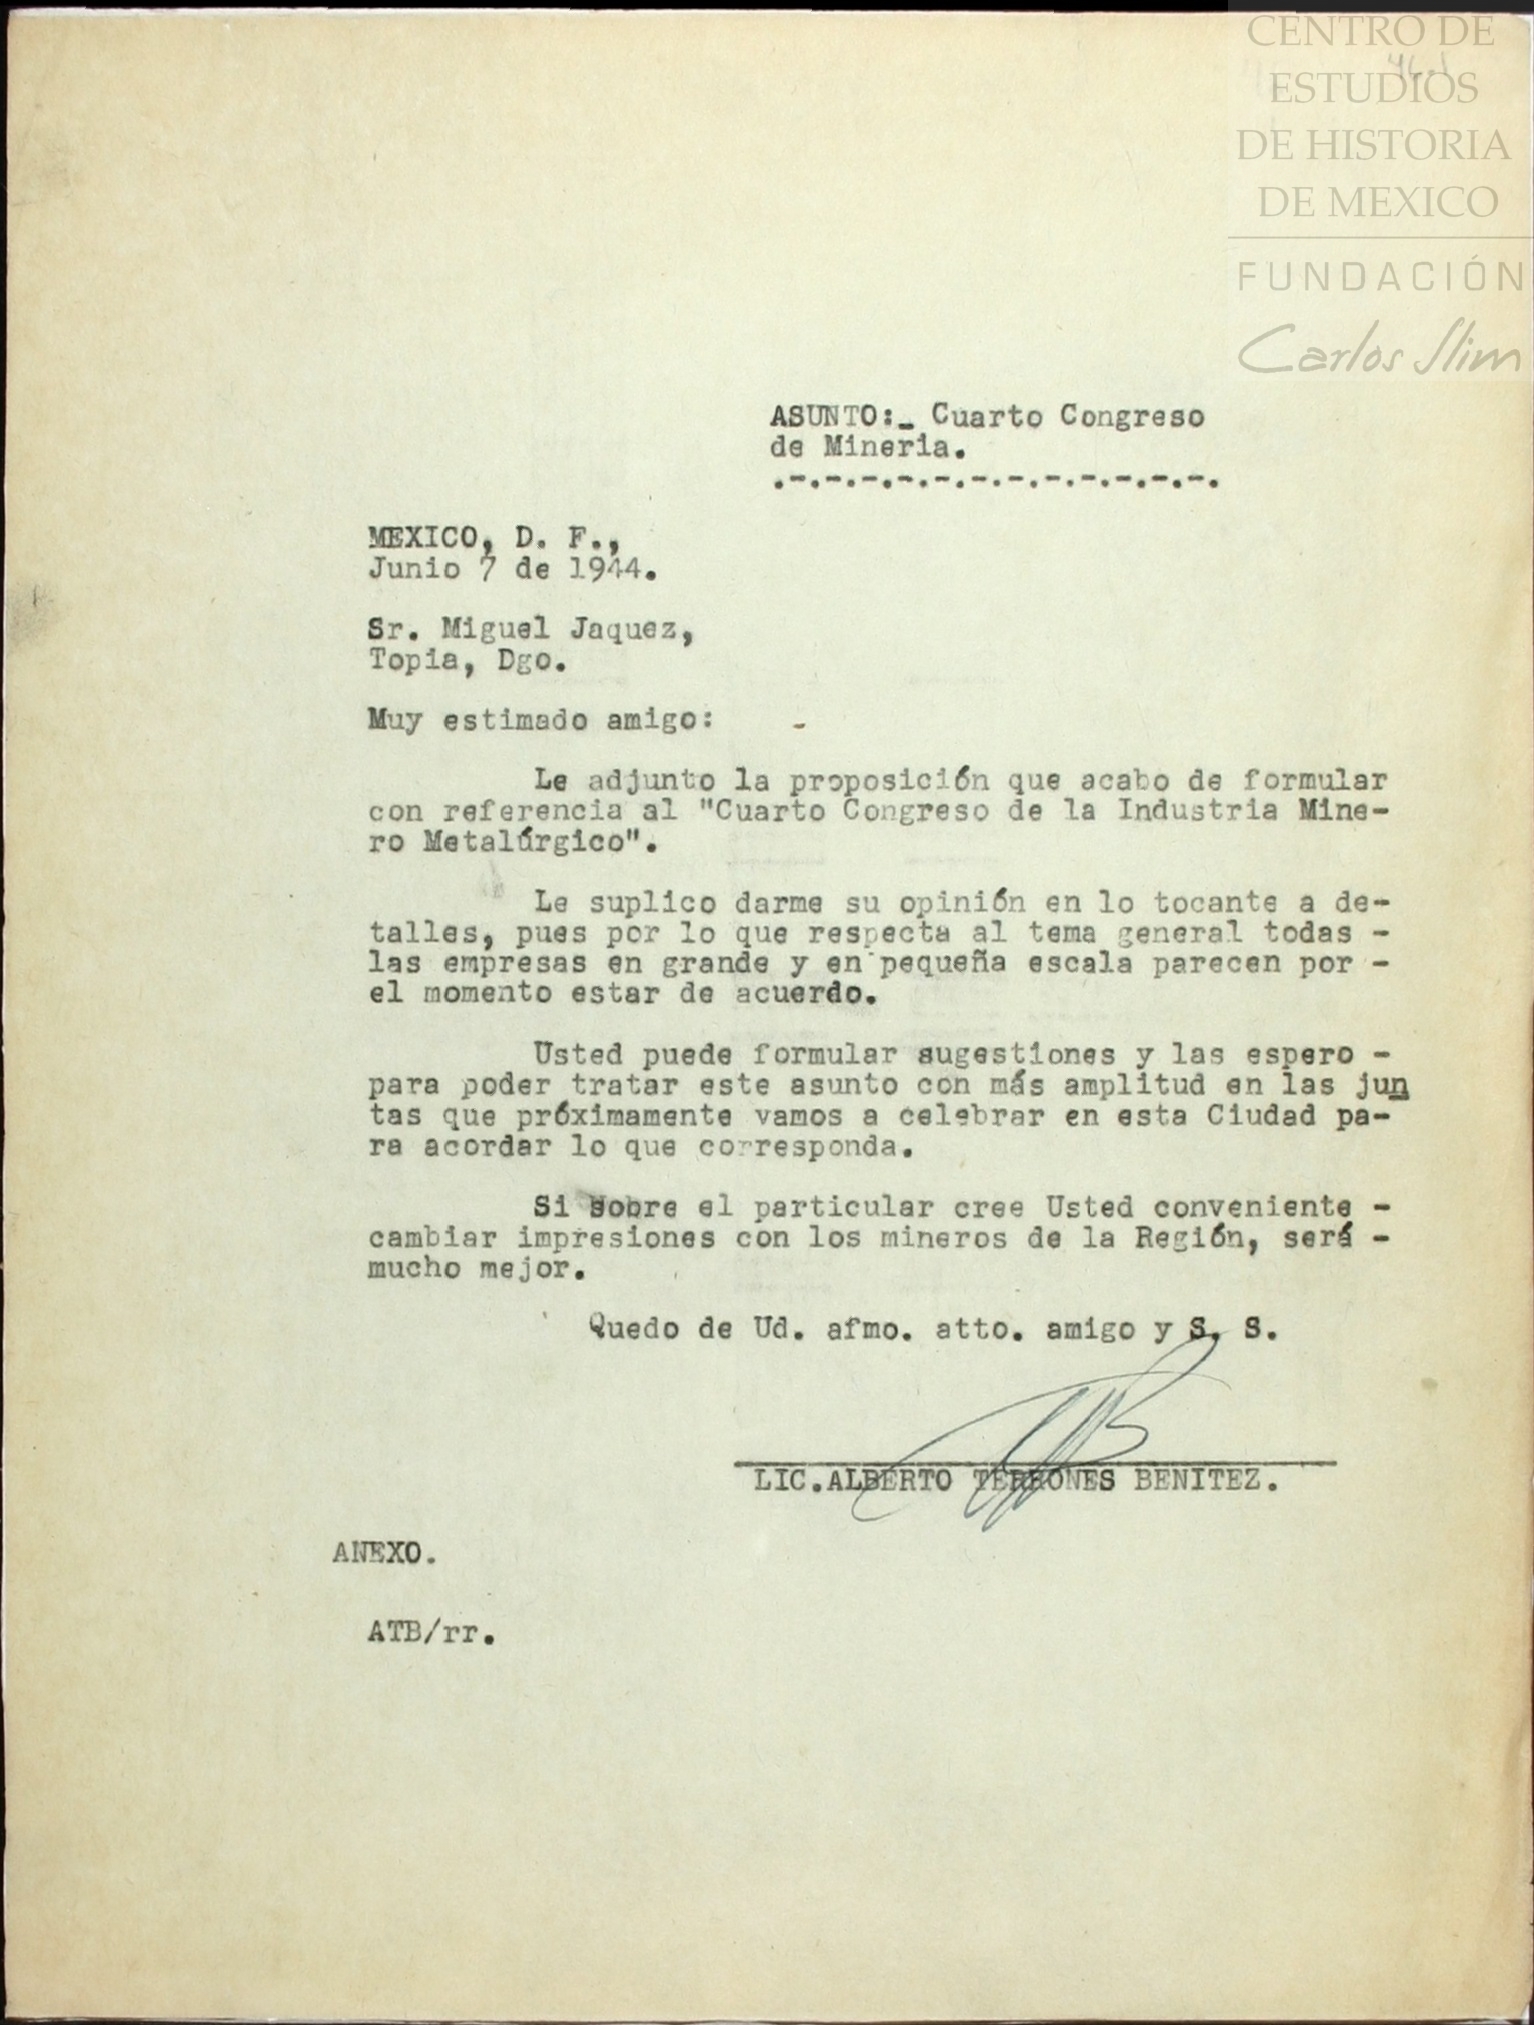 CENTRO DE
ESTUDIOS
DE HISTORIA
DE MEXICO
FUNDACIÓN
Carlos Slim
ASUNTO:_ Cuarto Congreso
de Mineria.
.-.-.-.-.-.-.-.-.-.-.-.-.
MEXICO, D. F.,
Junio 7 de 1944.
Sr. Miguel Jaquez,
Topia, Dgo.
Muy estimado amigo:
Le adjunto la proposición que acabo de formular
con referencia al "Cuarto Congreso de la Industria Mine-
ro Metalúrgico".
Le suplico darme su opinión en lo tocante a de-
talles, pues por lo que respecta al tema general todas -
las empresas en grande y en pequeña escala parecen por -
el momento estar de acuerdo.
Usted puede formular sugestiones y las espero -
para poder tratar este asunto con más amplitud en las jun
tas que próximamente vamos a celebrar en esta Ciudad pa-
ra acordar lo que corresponda.
Si sobre el particular cree Usted conveniente -
cambiar impresiones con los mineros de la Región, será -
mucho mejor.
Quedo de Ud. afmo. atto. amigo y S. S.
LIC.ALBERTO TERRONES BENITEZ.
ANEXO.
ATB/rr.